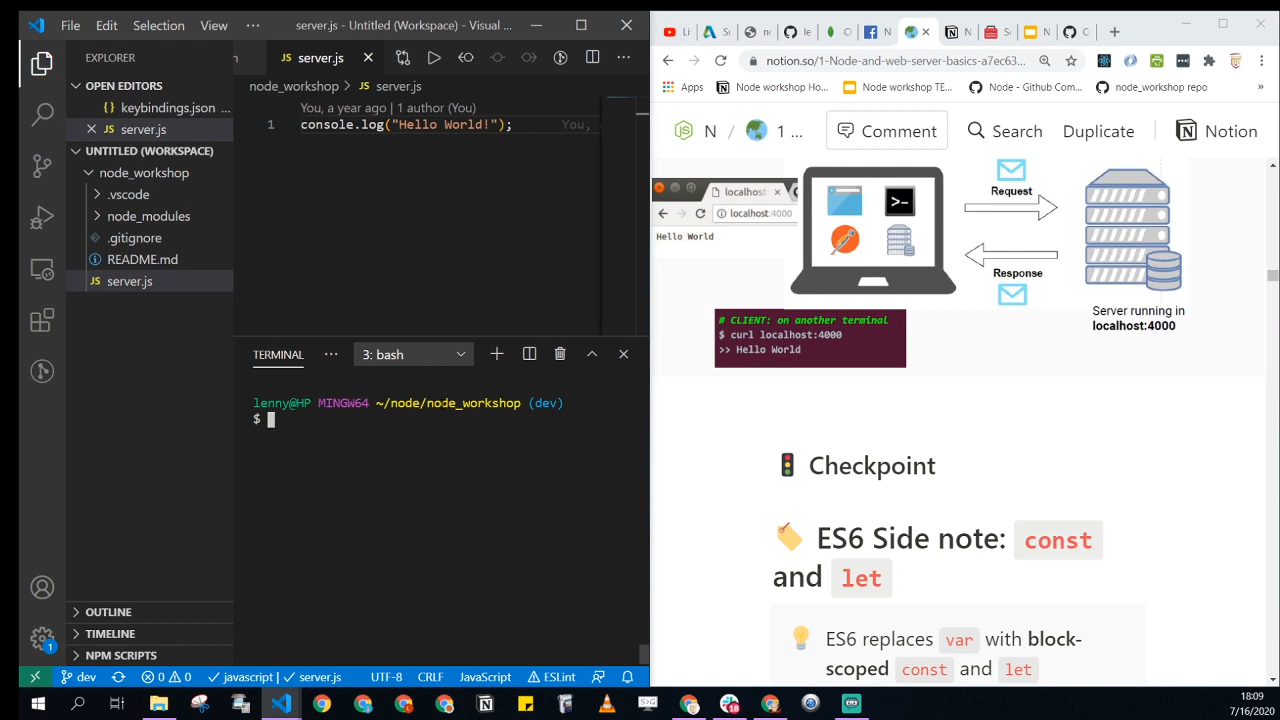 File Edit Selection View ··· server.js - Untitled (Workspace) - Visual ...
EXPLORER
OPEN EDITORS
{} keybindings.json ...
JS server.js
UNTITLED (WORKSPACE)
node_workshop
.vscode
node_modules
.gitignore
README.md
JS server.js
OUTLINE
TIMELINE
NPM SCRIPTS
JS server.js
node_workshop > JS server.js
You, a year ago | 1 author (You)
1 console.log("Hello World!"); You,
TERMINAL ··· 3: bash
lenny@HP MINGW64 ~/node/node_workshop (dev)
$
1
dev 0 0 javascript | server.js UTF-8 CRLF JavaScript ESLint
Li
Su
le
Cl
N
N
Se
N
C
notion.so/1-Node-and-web-server-basics-a7ec63...
Apps Node workshop Ho... Node workshop TE... Node - Github Com... node_workshop repo »
N / 1 ... Comment Search Duplicate Notion
localhost
localhost:4000
Hello World
>-
Request
Response
Server running in
localhost:4000
# CLIENT: on another terminal
$ curl localhost:4000
>> Hello World
Checkpoint
ES6 Side note: const
and let
ES6 replaces var with block-
scoped const and let
18
18:09
7/16/2020